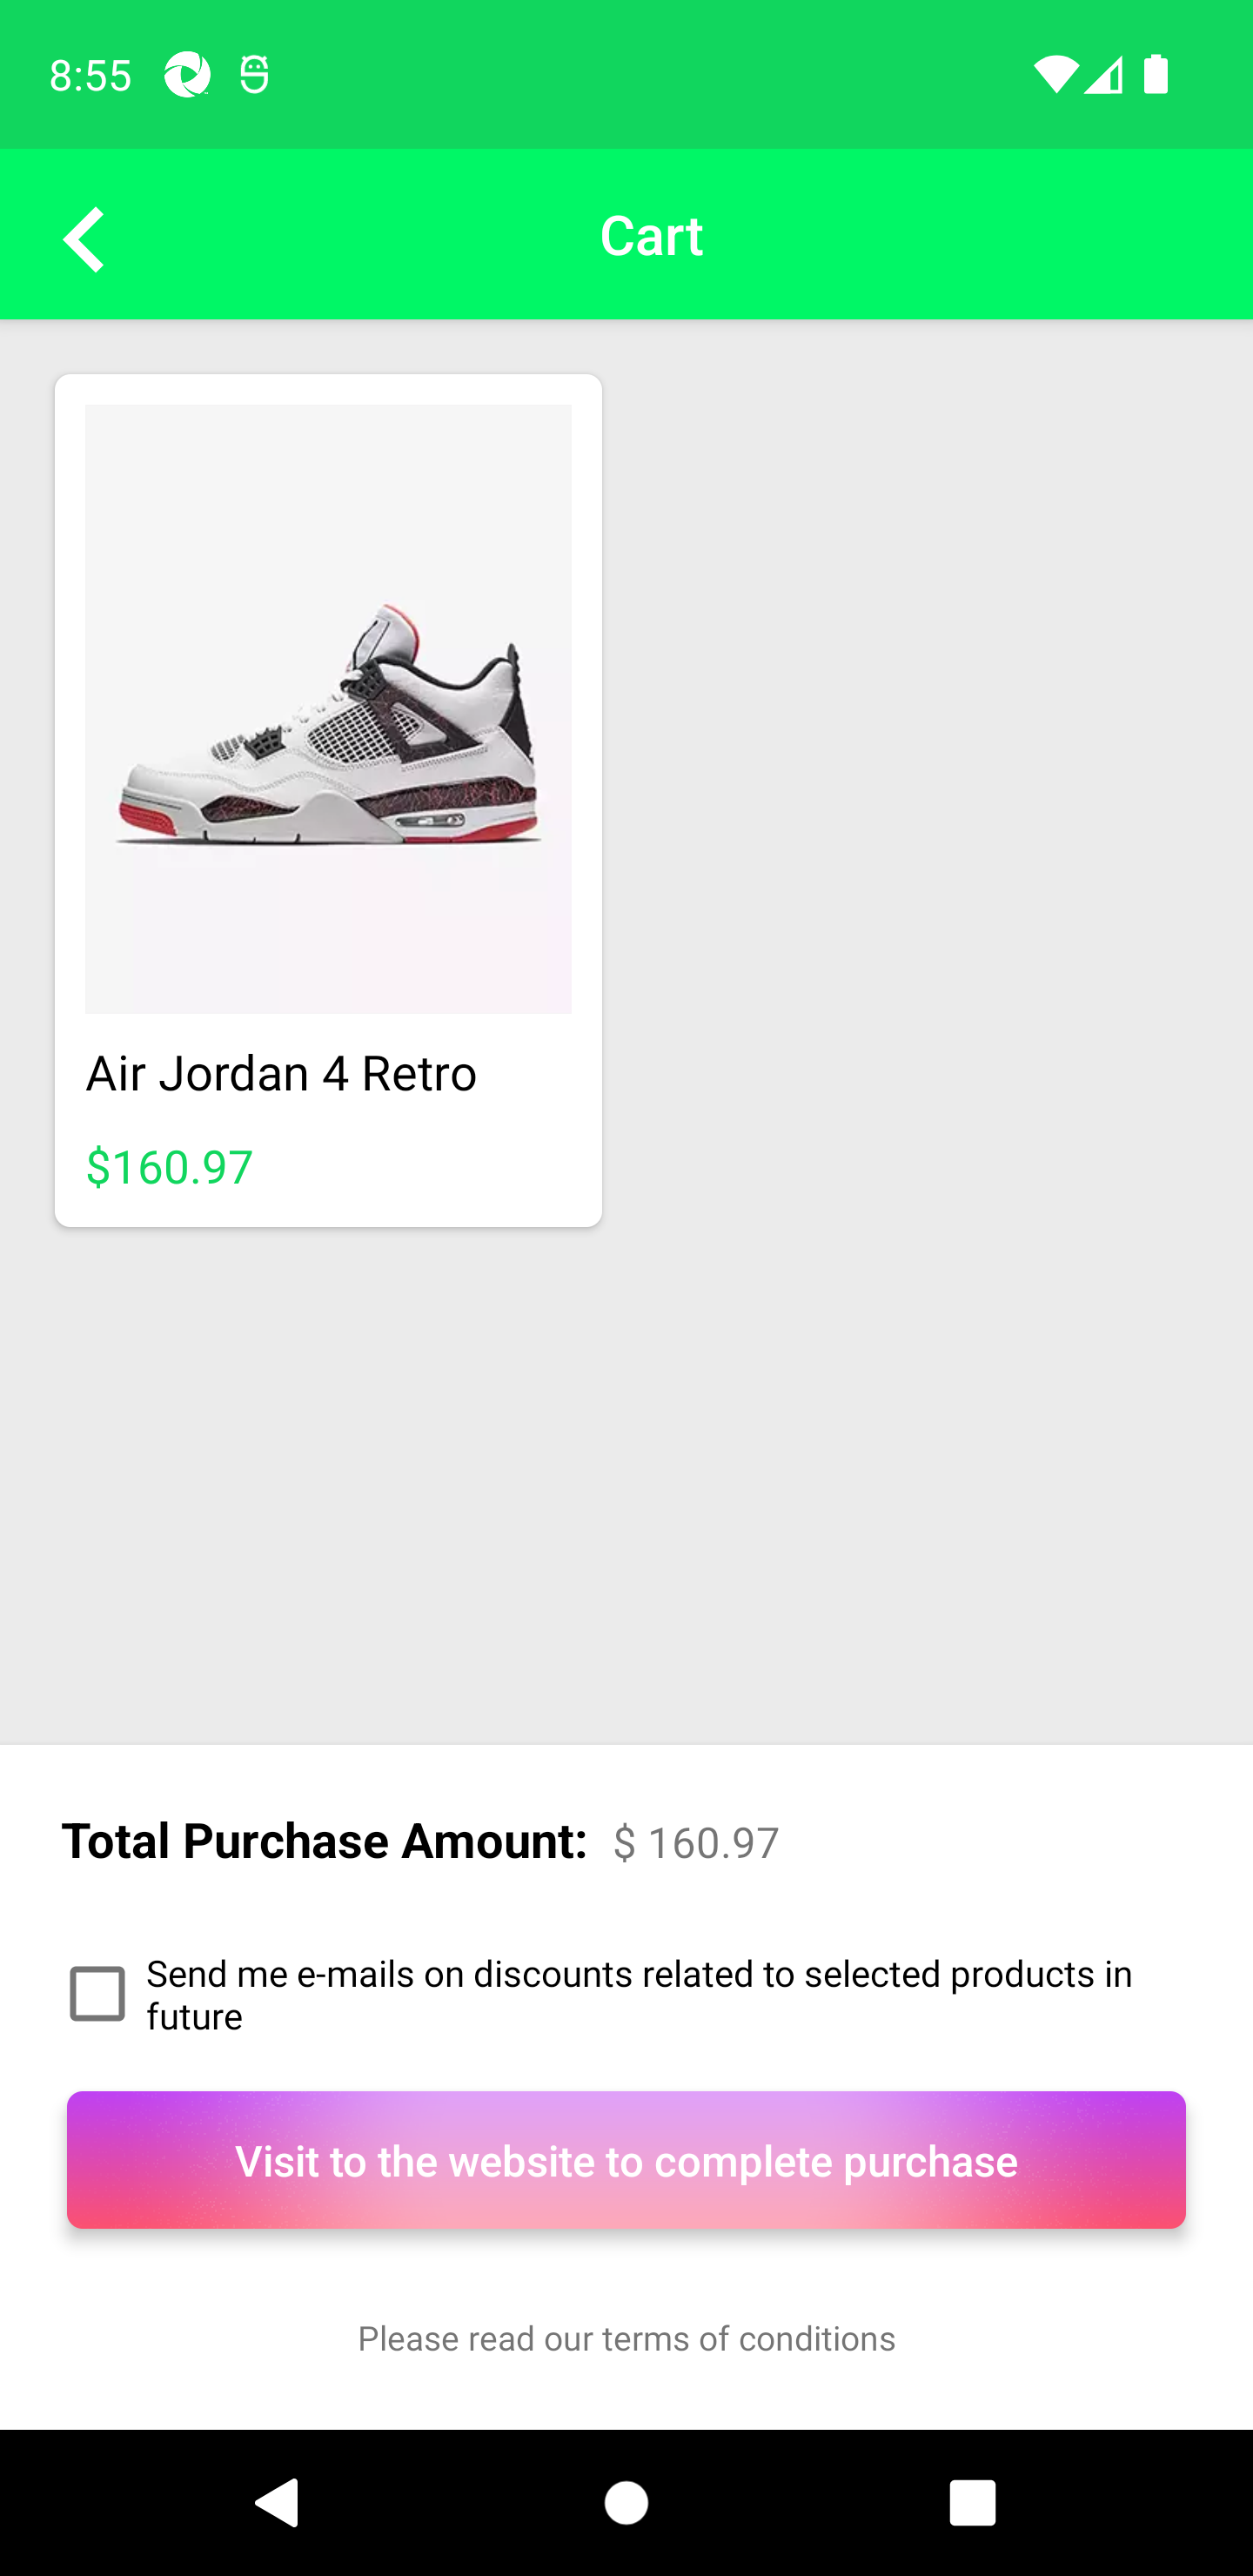 8:55
Cart
Air Jordan 4 Retro
$160.97
Total Purchase Amount: $ 160.97
Send me e-mails on discounts related to selected products in
future
Visit to the website to complete purchase
Please read our terms of conditions